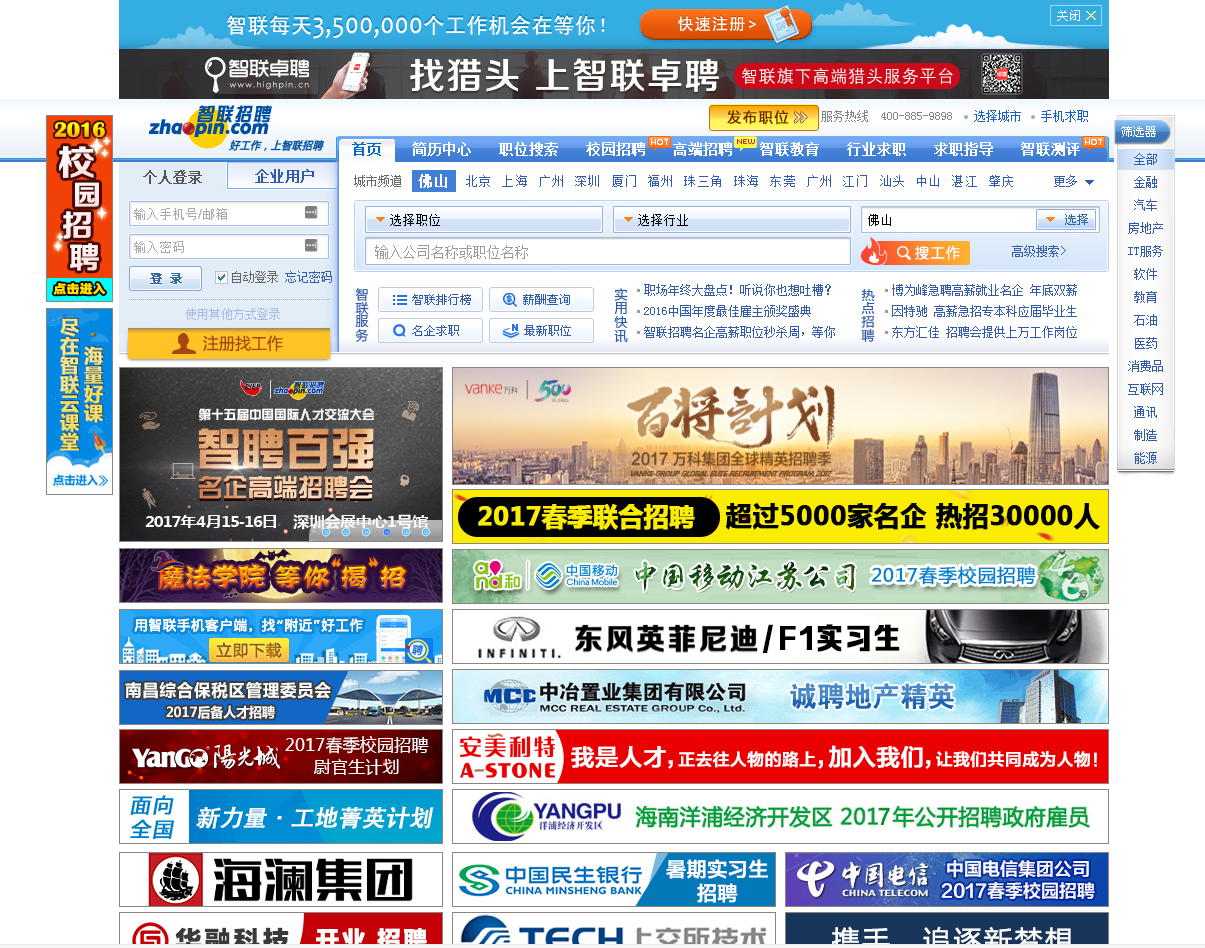 智联每天3,500,000个工作机会在等你!
快速注册>
关闭
智联卓聘
www.highpin.cn
找猎头 上智联卓聘
智联旗下高端猎头服务平台
智联招聘
zhaopin.com
好工作，上智联招聘
发布职位
服务热线 400-885-9898
选择城市
手机求职
首页
简历中心
职位搜索
校园招聘
HOT
高端招聘
NEW
智联教育
行业求职
求职指导
智联测评
HOT
个人登录
企业用户
输入手机号/邮箱
输入密码
登 录
自动登录
忘记密码
使用其他方式登录
注册找工作
城市频道
佛山
北京
上海
广州
深圳
厦门
福州
珠三角
珠海
东莞
广州
江门
汕头
中山
湛江
肇庆
更多
选择职位
选择行业
佛山
选择
输入公司名称或职位名称
搜工作
高级搜索>
智联服务
智联排行榜
薪酬查询
名企求职
最新职位
实用快讯
职场年终大盘点！听说你也想吐槽?
2016中国年度最佳雇主颁奖盛典
智联招聘名企高薪职位秒杀周，等你
热点招聘
博为峰急聘高薪就业名企 年底双薪
因特驰 高薪急招专本科应届毕业生
东方汇佳 招聘会提供上万工作岗位
2016
校园招聘
点击进入
尽在智联云课堂
海量好课
点击进入
筛选器
全部
金融
汽车
房地产
IT服务
软件
教育
石油
医药
消费品
互联网
通讯
制造
能源
智联招聘
zhaopin.com
第十五届中国国际人才交流大会
智聘百强
名企高端招聘会
2017年4月15-16日 深圳会展中心1号馆
vanke万科
500
GLOBAL
百将计划
2017 万科集团全球精英招聘季
VANKE GROUP GLOBAL ELITE RECRUITMENT PROGRAM 2017
2017春季联合招聘
超过5000家名企 热招30000人
魔法学院 等你"揭"招
and和
中国移动
China Mobile
中国移动江苏公司
2017春季校园招聘
4G
用智联手机客户端，找"附近"好工作
立即下载
聘
INFINITI.
东风英菲尼迪/F1实习生
南昌综合保税区管理委员会
2017后备人才招聘
MCC
中冶置业集团有限公司
MCC REAL ESTATE GROUP Co., Ltd.
诚聘地产精英
YANGO
陽光城
2017春季校园招聘
尉官生计划
安美利特
A-STONE
我是人才，正去往人物的路上，加入我们，让我们共同成为人物!
面向
全国
新力量·工地菁英计划
YANGPU
洋浦经济开发区
海南洋浦经济开发区 2017年公开招聘政府雇员
海澜集团
中国民生银行
CHINA MINSHENG BANK
暑期实习生
招聘
中国电信
CHINA TELECOM
中国电信集团公司
2017春季校园招聘
华融科技
开业 招聘
TECH
上交所技术
携手 追逐新梦想